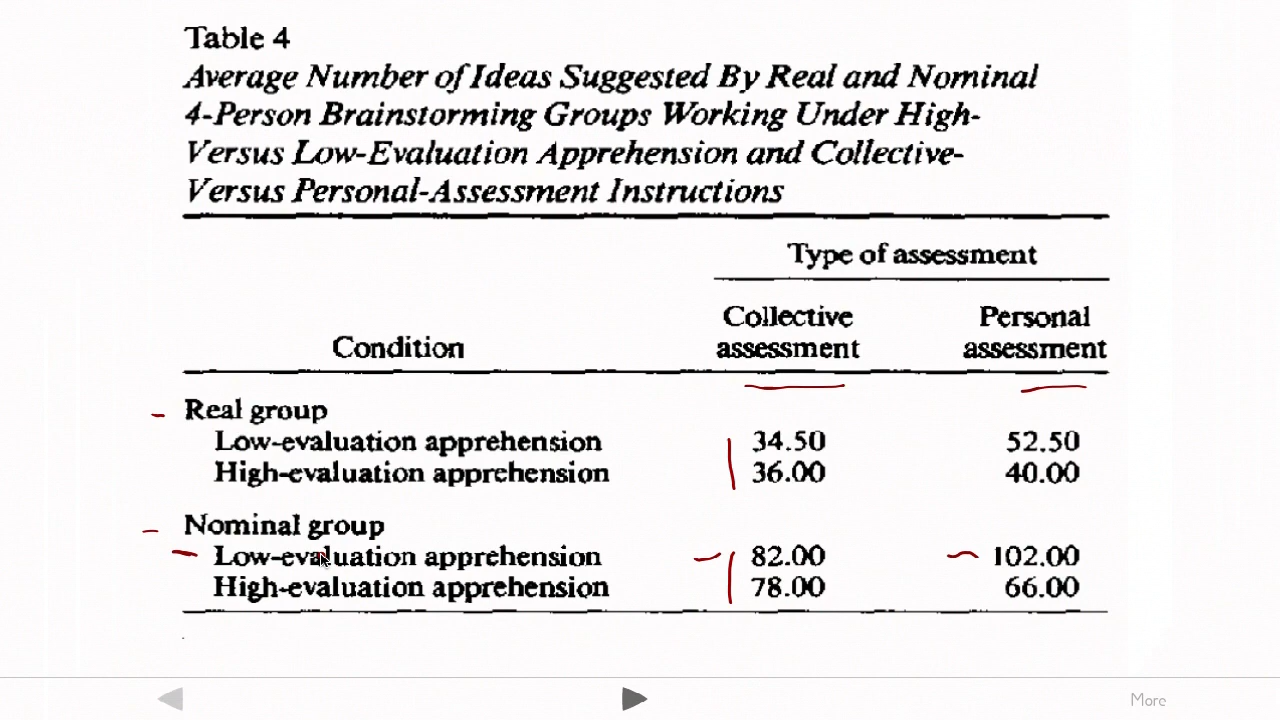 Table 4
Average Number of Ideas Suggested By Real and Nominal
4-Person Brainstorming Groups Working Under High-
Versus Low-Evaluation Apprehension and Collective-
Versus Personal-Assessment Instructions
Type of assessment
Collective Personal
Condition assessment assessment
Real group
Low-evaluation apprehension 34.50 52.50
High-evaluation apprehension 36.00 40.00
Nominal group
Low-evaluation apprehension 82.00 102.00
High-evaluation apprehension 78.00 66.00
More